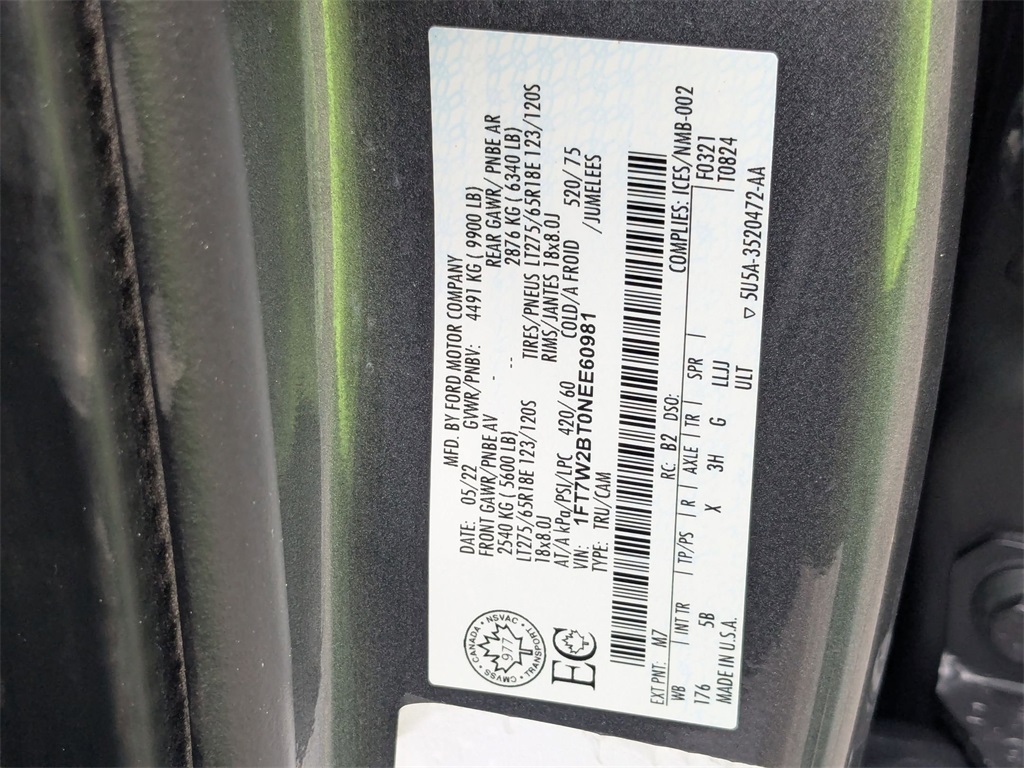 MFD. BY FORD MOTOR COMPANY
DATE: 05/22 GVWR/PNBV: 4491 KG ( 9900 LB)
FRONT GAWR/PNBE AV REAR GAWR/ PNBE AR
2540 KG ( 5600 LB) - 2876 KG ( 6340 LB)
LT275/65R18E 123/120S -- TIRES/PNEUS LT275/65R18E 123/120S
18x8.0J RIMS/JANTES 18x8.0J
AT/A kPa/PSI/LPC 420/60 COLD/A FROID 520/75
VIN: 1FT7W2BT0NEE60981 /JUMELEES
TYPE: TRU/CAM
CMVSS • CANADA • NSVAC • TRANSPORT •
977
EC
COMPLIES: ICES/NMB-002
EXT PNT: M7 RC: B2 DSO: F0321
WB INT TR TP/PS R AXLE TR SPR T0824
176 5B X 3H G LLJJ
MADE IN U.S.A. ULT ▽ 5U5A-3520472-AA